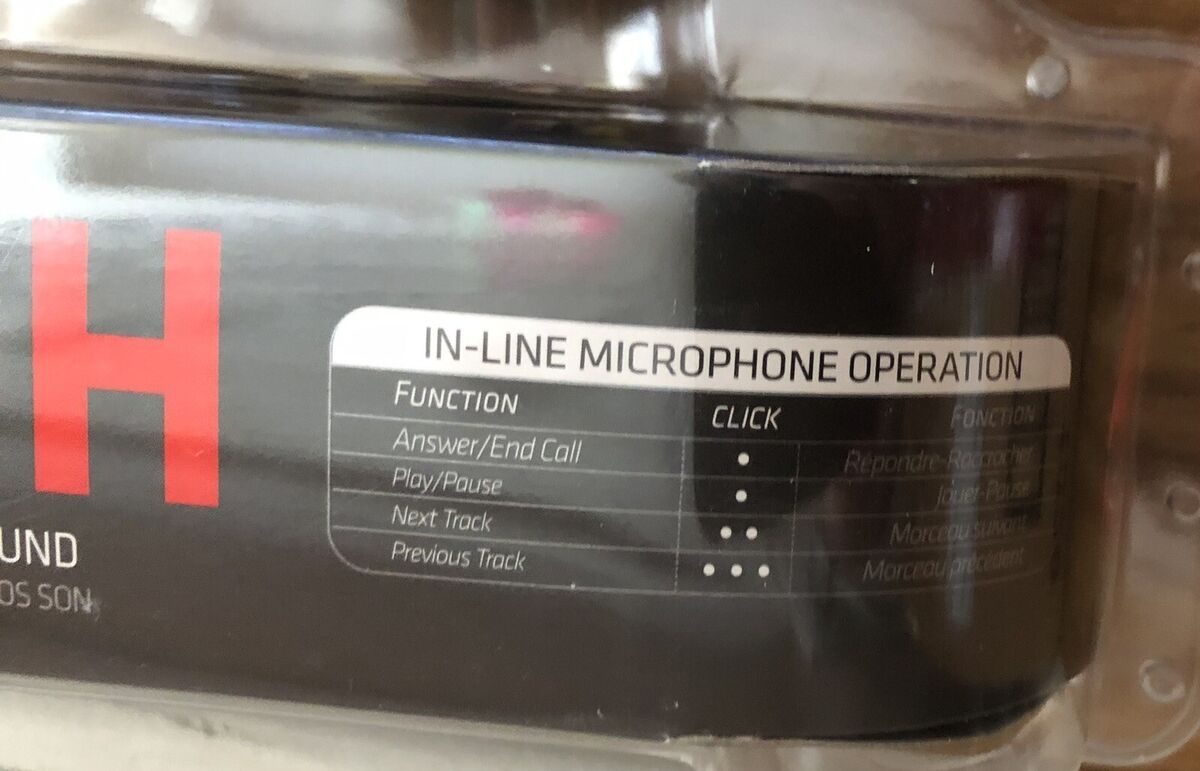 H
UND
OS SON
IN-LINE MICROPHONE OPERATION
FUNCTION CLICK FONCTION
Answer/End Call • Répondre-Raccrocher
Play/Pause • Jouer-Pause
Next Track •• Morceau suivant
Previous Track ••• Morceau précédent